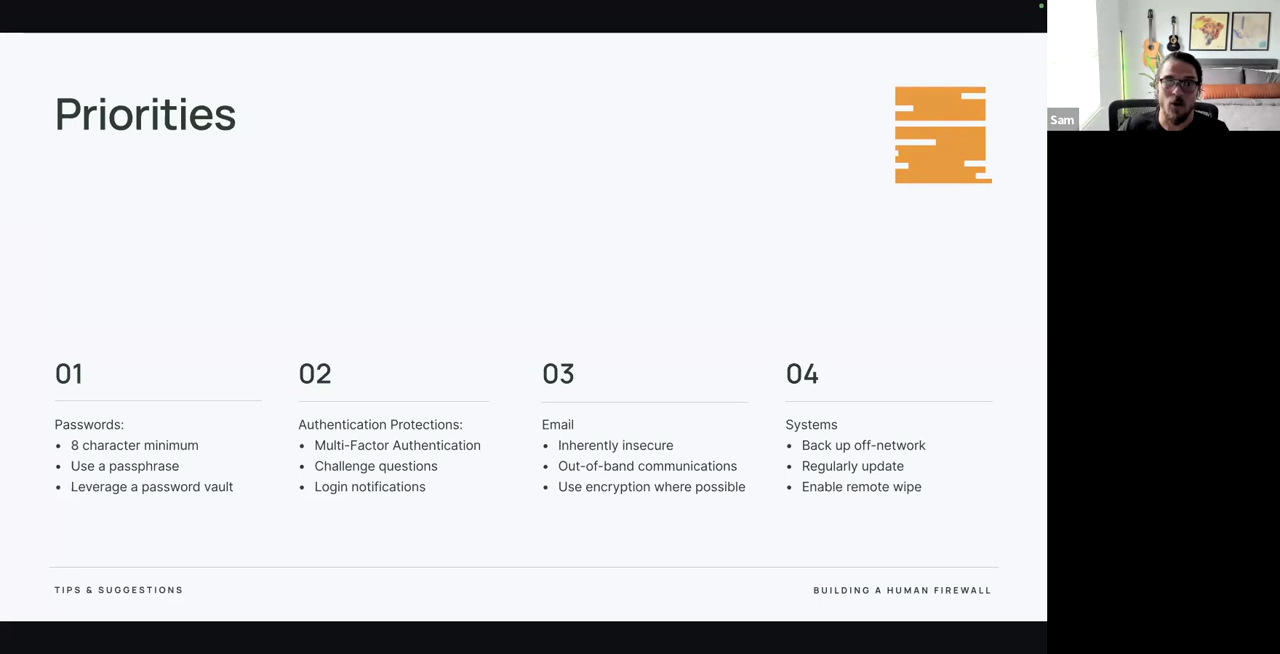 Priorities
01
Passwords:
• 8 character minimum
• Use a passphrase
• Leverage a password vault
02
Authentication Protections:
• Multi-Factor Authentication
• Challenge questions
• Login notifications
03
Email
• Inherently insecure
• Out-of-band communications
• Use encryption where possible
04
Systems
• Back up off-network
• Regularly update
• Enable remote wipe
TIPS & SUGGESTIONS
BUILDING A HUMAN FIREWALL
Sam